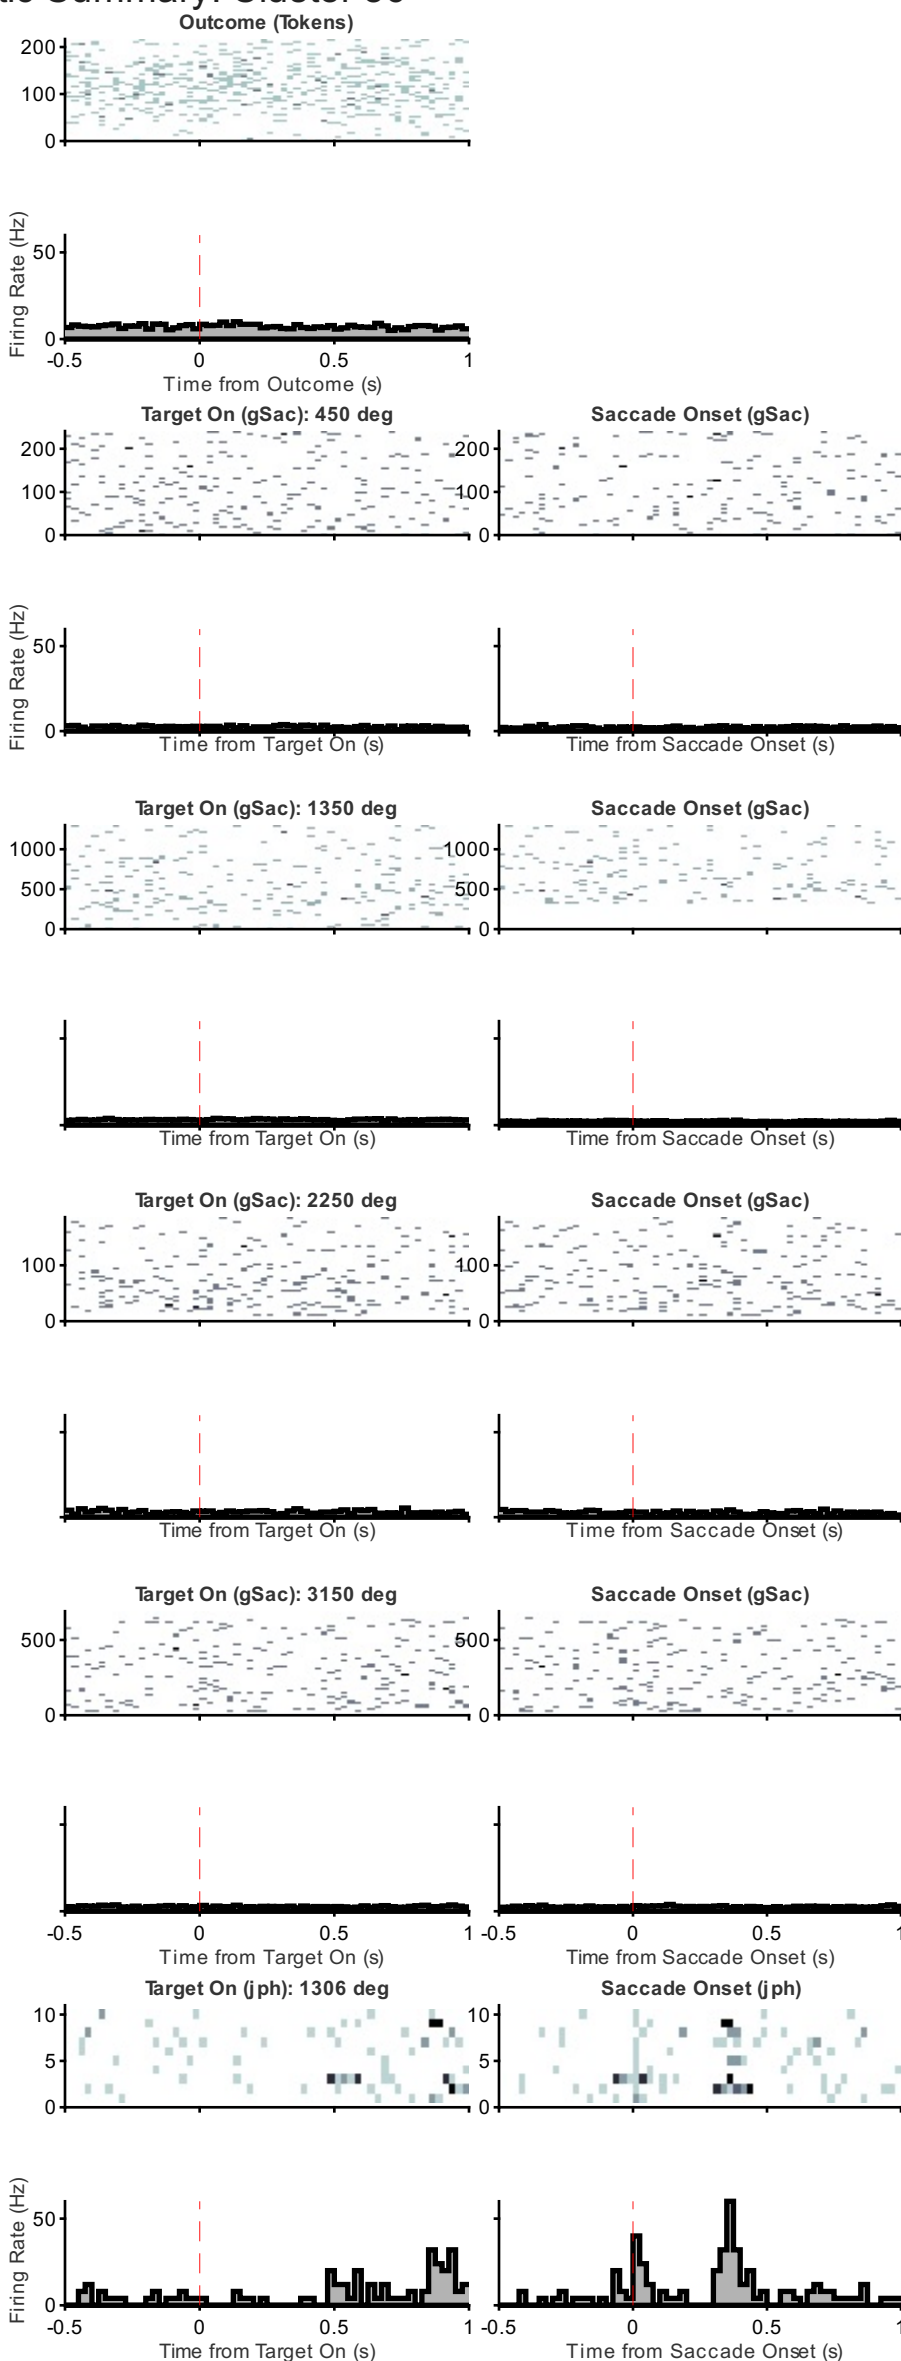 Summary: Cluster
Outcome (Tokens)
200
100
0
Firing Rate (Hz)
50
0
-0.5 0 0.5 1
Time from Outcome (s)
Target On (gSac): 450 deg Saccade Onset (gSac)
200 200
100 100
0 0
Firing Rate (Hz)
50
0
Time from Target On (s) Time from Saccade Onset (s)
Target On (gSac): 1350 deg Saccade Onset (gSac)
1000 1000
500 500
0 0
Time from Target On (s) Time from Saccade Onset (s)
Target On (gSac): 2250 deg Saccade Onset (gSac)
100 100
0 0
Time from Target On (s) Time from Saccade Onset (s)
Target On (gSac): 3150 deg Saccade Onset (gSac)
500 500
0 0
-0.5 0 0.5 1 -0.5 0 0.5 1
Time from Target On (s) Time from Saccade Onset (s)
Target On (jph): 1306 deg Saccade Onset (jph)
10 10
5 5
0 0
Firing Rate (Hz)
50
0
-0.5 0 0.5 1 -0.5 0 0.5 1
Time from Target On (s) Time from Saccade Onset (s)